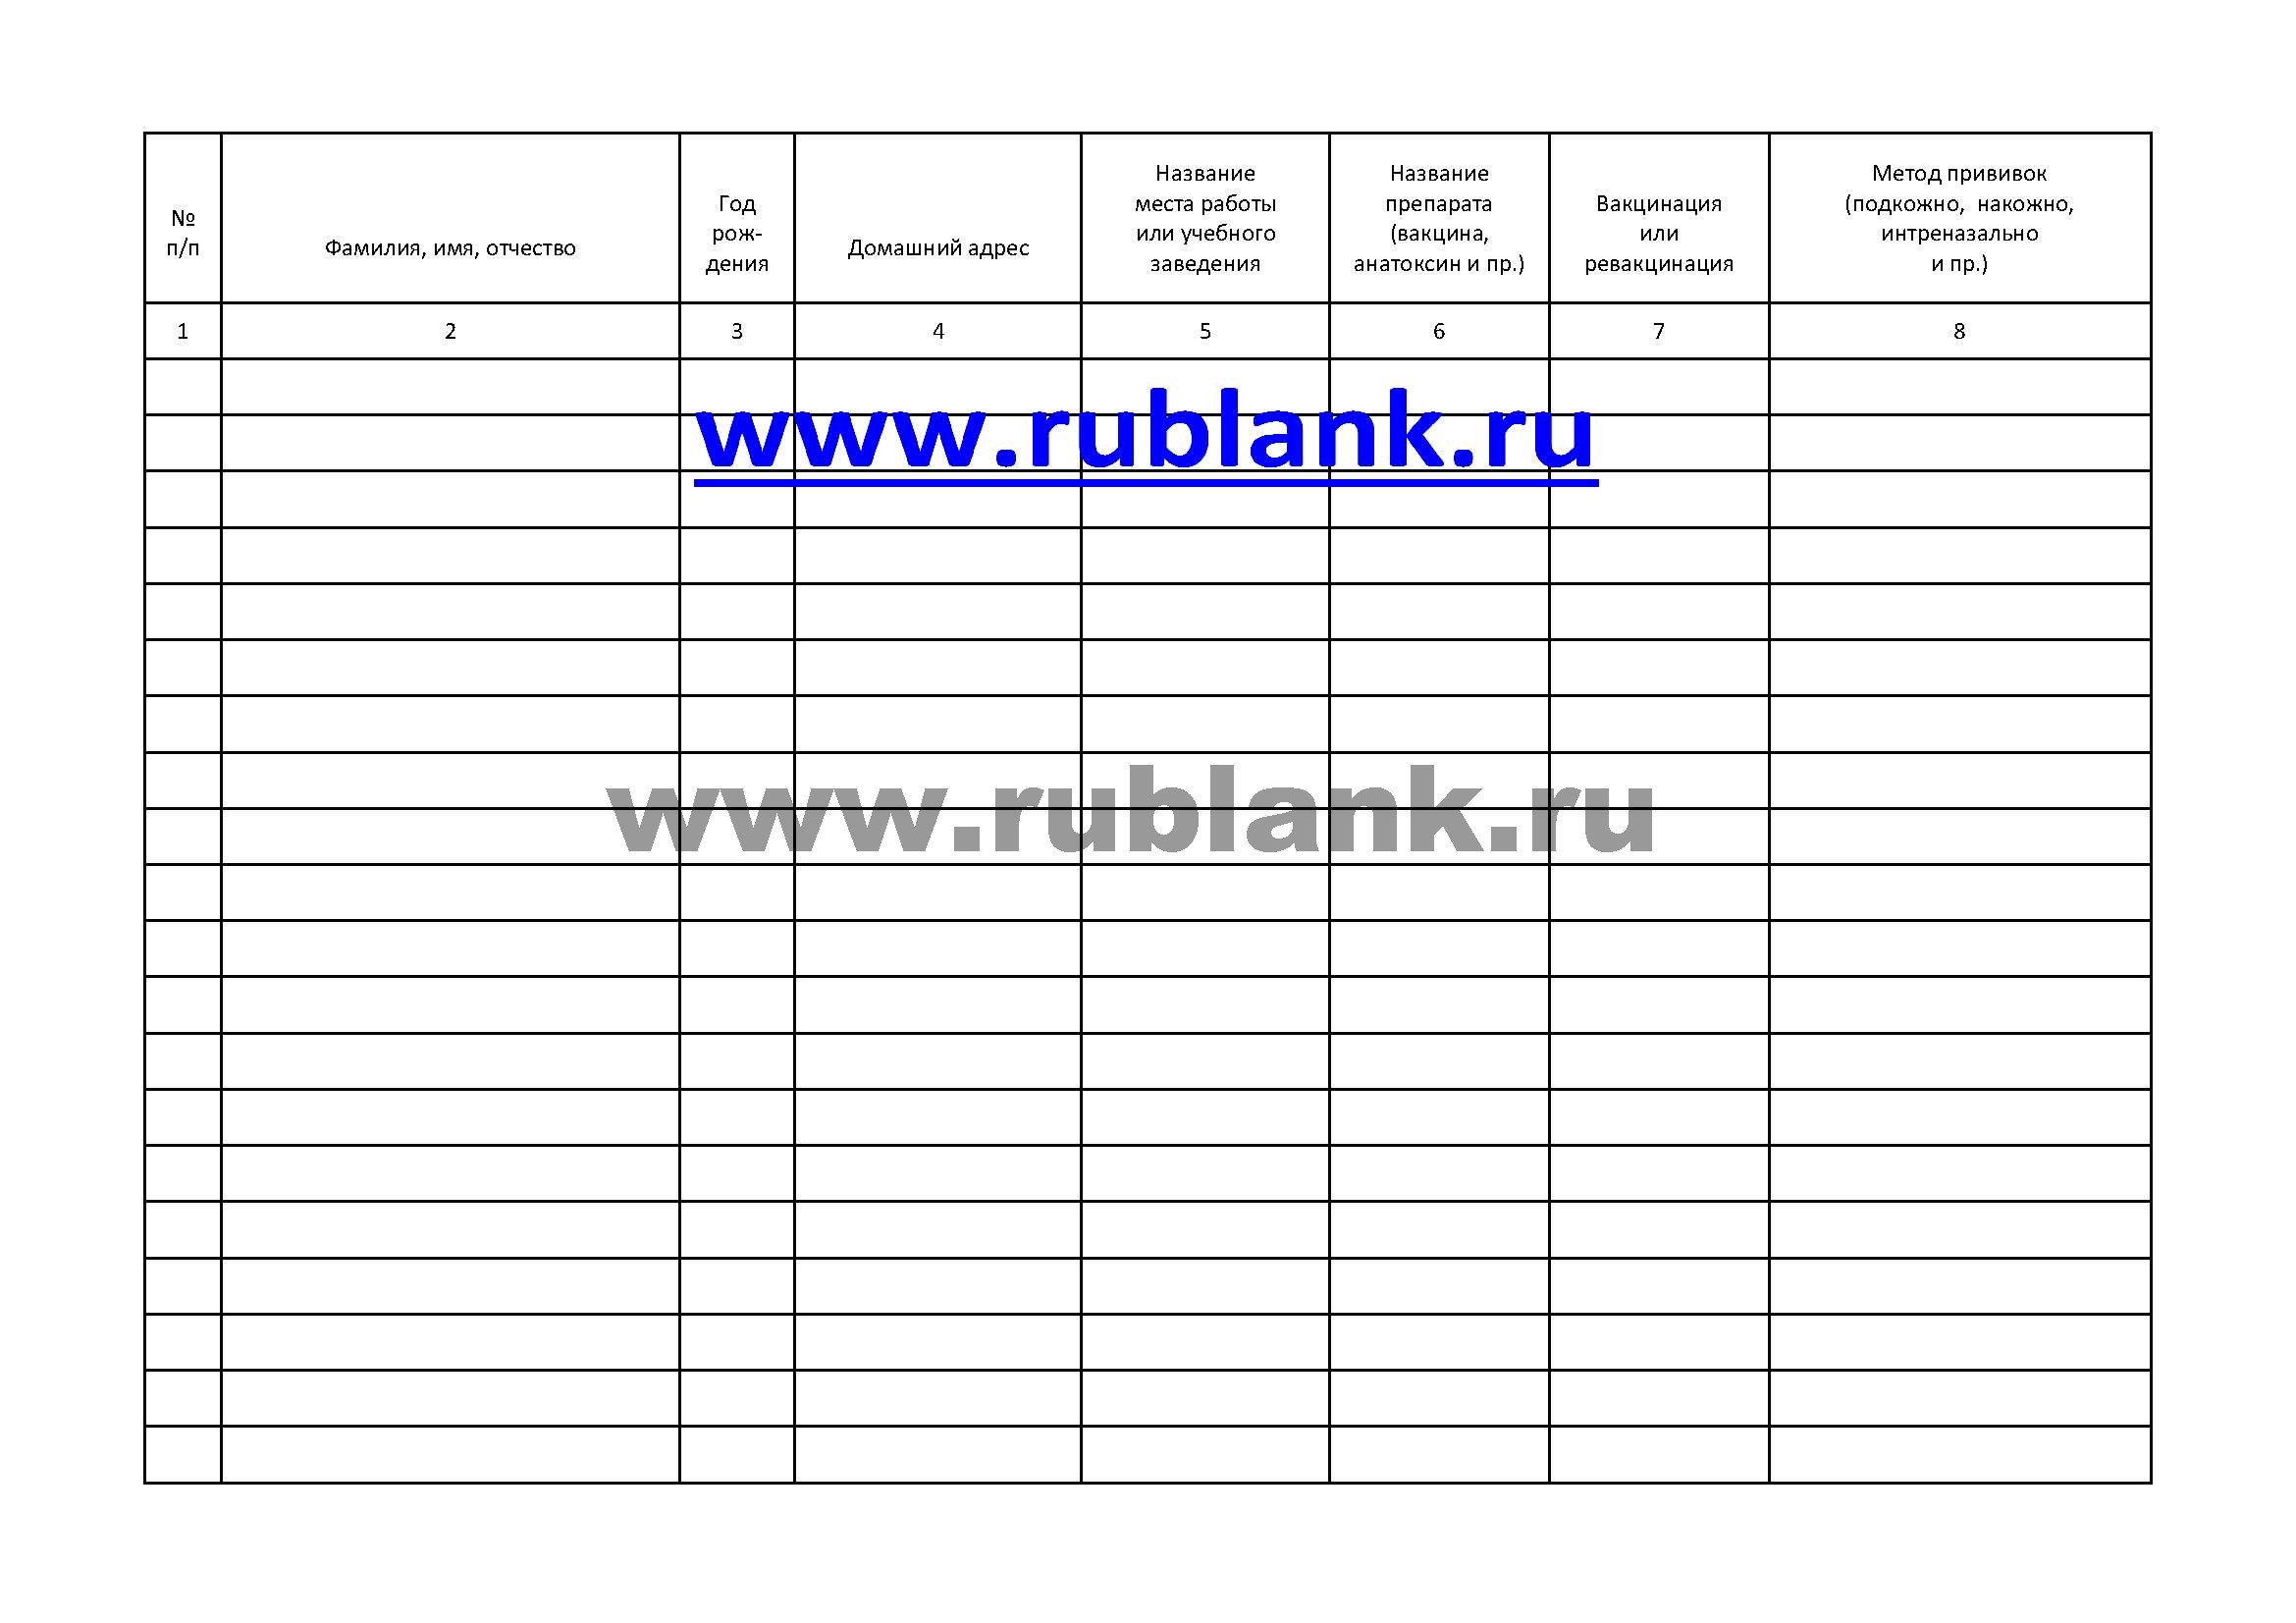 №
п/п
Фамилия, имя, отчество
Год
рож-
дения
Домашний адрес
Название
места работы
или учебного
заведения
Название
препарата
(вакцина,
анатоксин и пр.)
Вакцинация
или
ревакцинация
Метод прививок
(подкожно, накожно,
интреназально
и пр.)
1 2 3 4 5 6 7 8
www.rublank.ru
www.rublank.ru